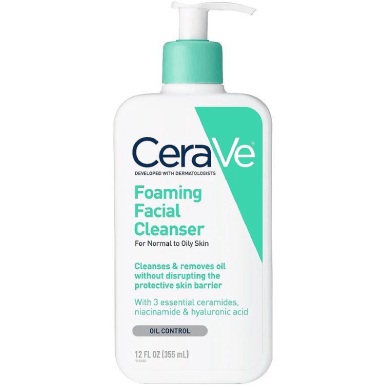 CeraVe
DEVELOPED WITH DERMATOLOGISTS
Foaming
Facial
Cleanser
For Normal to Oily Skin
Cleanses & removes oil
without disrupting the
protective skin barrier
With 3 essential ceramides,
niacinamide & hyaluronic acid
OIL CONTROL
12 FL OZ (355 mL)